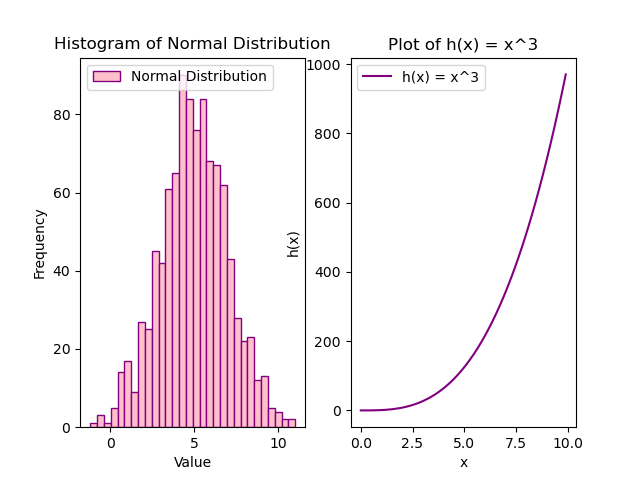 Histogram of Normal Distribution
Normal Distribution
80
60
40
20
0
Frequency
0 5 10
Value
Plot of h(x) = x^3
h(x) = x^3
1000
800
600
400
200
0
h(x)
0.0 2.5 5.0 7.5 10.0
x